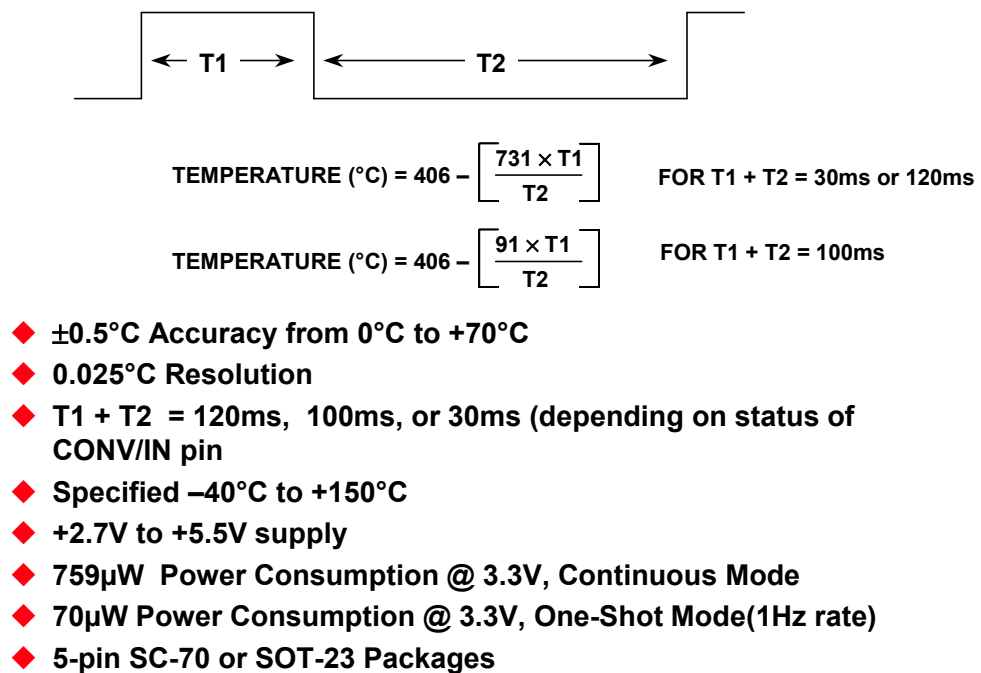 T1 T2
TEMPERATURE (°C) = 406 – [731 × T1 / T2] FOR T1 + T2 = 30ms or 120ms
TEMPERATURE (°C) = 406 – [91 × T1 / T2] FOR T1 + T2 = 100ms
◆ ±0.5°C Accuracy from 0°C to +70°C
◆ 0.025°C Resolution
◆ T1 + T2 = 120ms, 100ms, or 30ms (depending on status of
CONV/IN pin
◆ Specified –40°C to +150°C
◆ +2.7V to +5.5V supply
◆ 759µW Power Consumption @ 3.3V, Continuous Mode
◆ 70µW Power Consumption @ 3.3V, One-Shot Mode(1Hz rate)
◆ 5-pin SC-70 or SOT-23 Packages